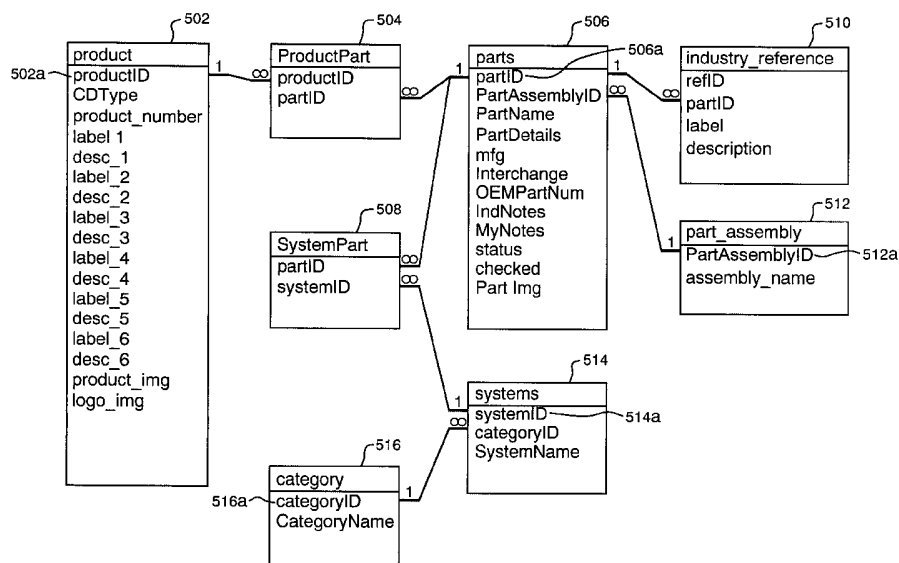 502
product
1
502a
productID
CDType
product_number
label 1
desc_1
label_2
desc_2
label_3
desc_3
label_4
desc_4
label_5
desc_5
label_6
desc_6
product_img
logo_img
504
ProductPart
∞
productID
partID
∞
506
parts
506a
1
partID
1
PartAssemblyID
∞
PartName
PartDetails
mfg
Interchange
OEMPartNum
IndNotes
MyNotes
status
checked
Part Img
510
industry_reference
refID
∞
partID
label
description
508
SystemPart
∞
partID
∞
systemID
512
part_assembly
1
PartAssemblyID
512a
assembly_name
514
systems
1
systemID
514a
∞
categoryID
SystemName
516
category
1
516a
categoryID
CategoryName